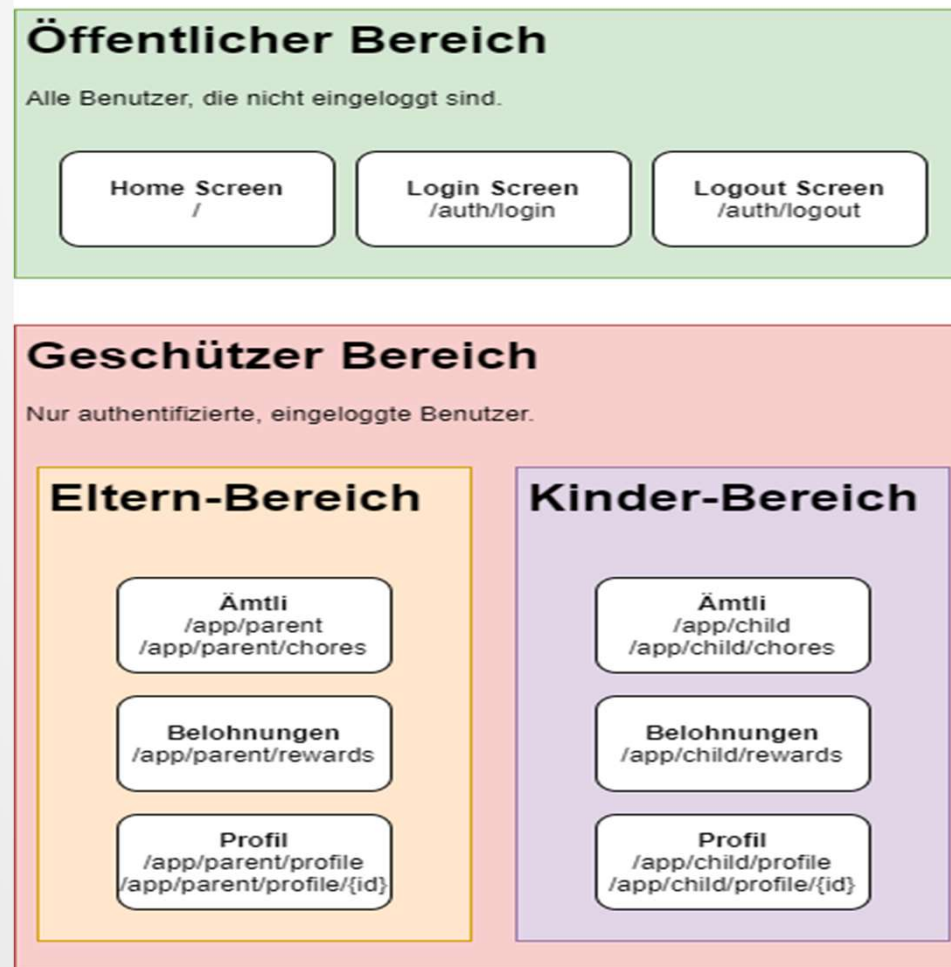 Öffentlicher Bereich
Alle Benutzer, die nicht eingeloggt sind.
Home Screen
/
Login Screen
/auth/login
Logout Screen
/auth/logout
Geschützer Bereich
Nur authentifizierte, eingeloggte Benutzer.
Eltern-Bereich
Ämtli
/app/parent
/app/parent/chores
Belohnungen
/app/parent/rewards
Profil
/app/parent/profile
/app/parent/profile/{id}
Kinder-Bereich
Ämtli
/app/child
/app/child/chores
Belohnungen
/app/child/rewards
Profil
/app/child/profile
/app/child/profile/{id}